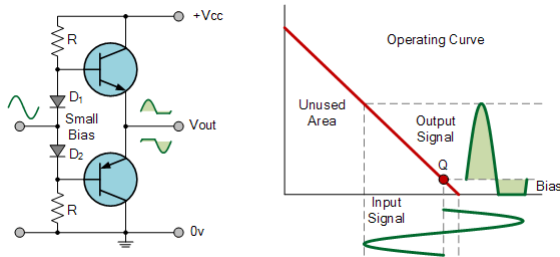 +Vcc
R
D1
Small
Bias
Vout
D2
R
0v
Operating Curve
Unused
Area
Output
Signal
Q
Bias
Input
Signal